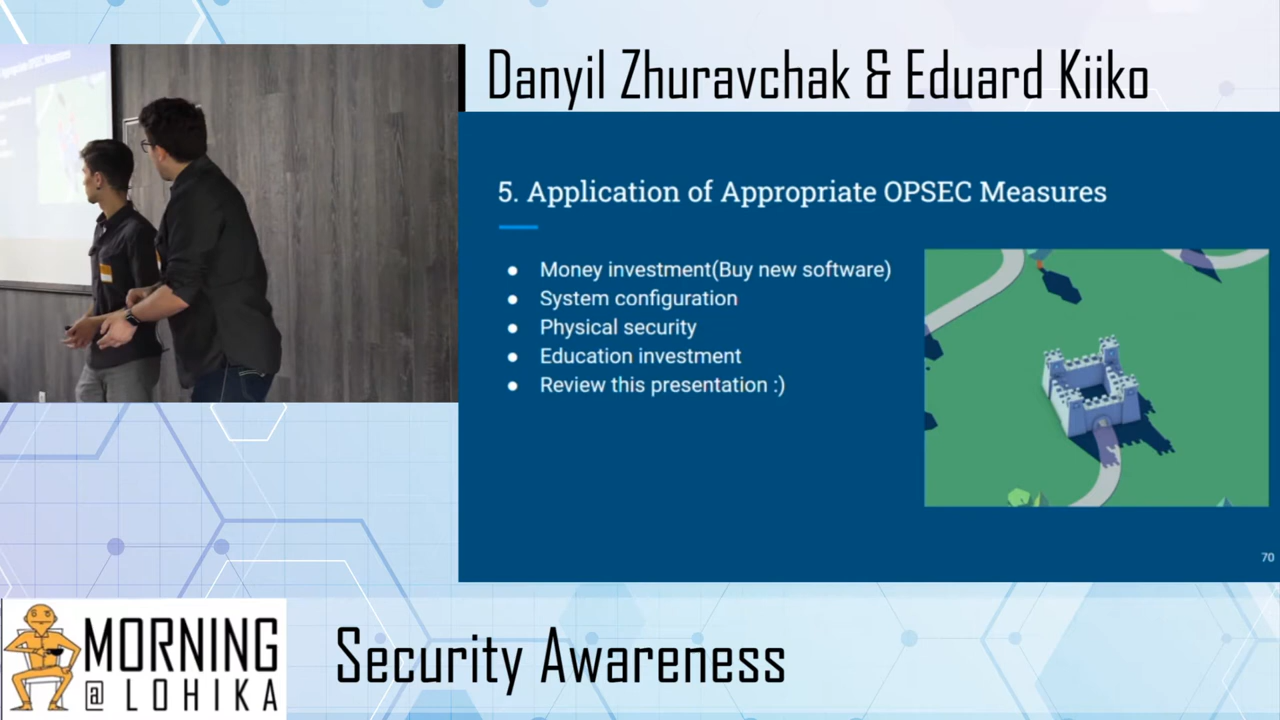 Danyil Zhuravchak & Eduard Kiiko
5. Application of Appropriate OPSEC Measures
● Money investment(Buy new software)
● System configuration
● Physical security
● Education investment
● Review this presentation :)
70
MORNING
@ LOHIKA
Security Awareness